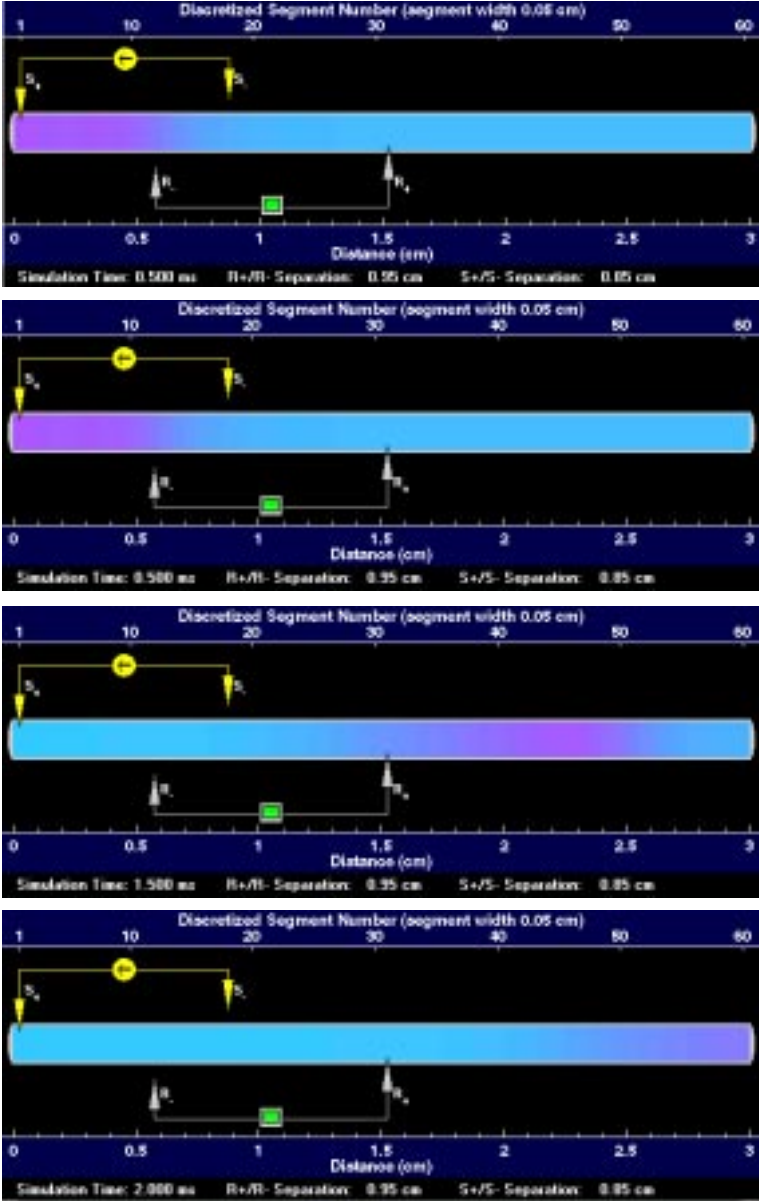 Discretized Segment Number (segment width 0.05 cm)
1 10 20 30 40 50 60
S+ S-
R- R+
0 0.5 1 1.5 2 2.5 3
Distance (cm)
Simulation Time: 0.500 ms R+/R- Separation: 0.95 cm S+/S- Separation: 0.85 cm
Discretized Segment Number (segment width 0.05 cm)
1 10 20 30 40 50 60
S+ S-
R- R+
0 0.5 1 1.5 2 2.5 3
Distance (cm)
Simulation Time: 0.500 ms R+/R- Separation: 0.95 cm S+/S- Separation: 0.85 cm
Discretized Segment Number (segment width 0.05 cm)
1 10 20 30 40 50 60
S+ S-
R- R+
0 0.5 1 1.5 2 2.5 3
Distance (cm)
Simulation Time: 1.500 ms R+/R- Separation: 0.95 cm S+/S- Separation: 0.85 cm
Discretized Segment Number (segment width 0.05 cm)
1 10 20 30 40 50 60
S+ S-
R- R+
0 0.5 1 1.5 2 2.5 3
Distance (cm)
Simulation Time: 2.000 ms R+/R- Separation: 0.95 cm S+/S- Separation: 0.85 cm